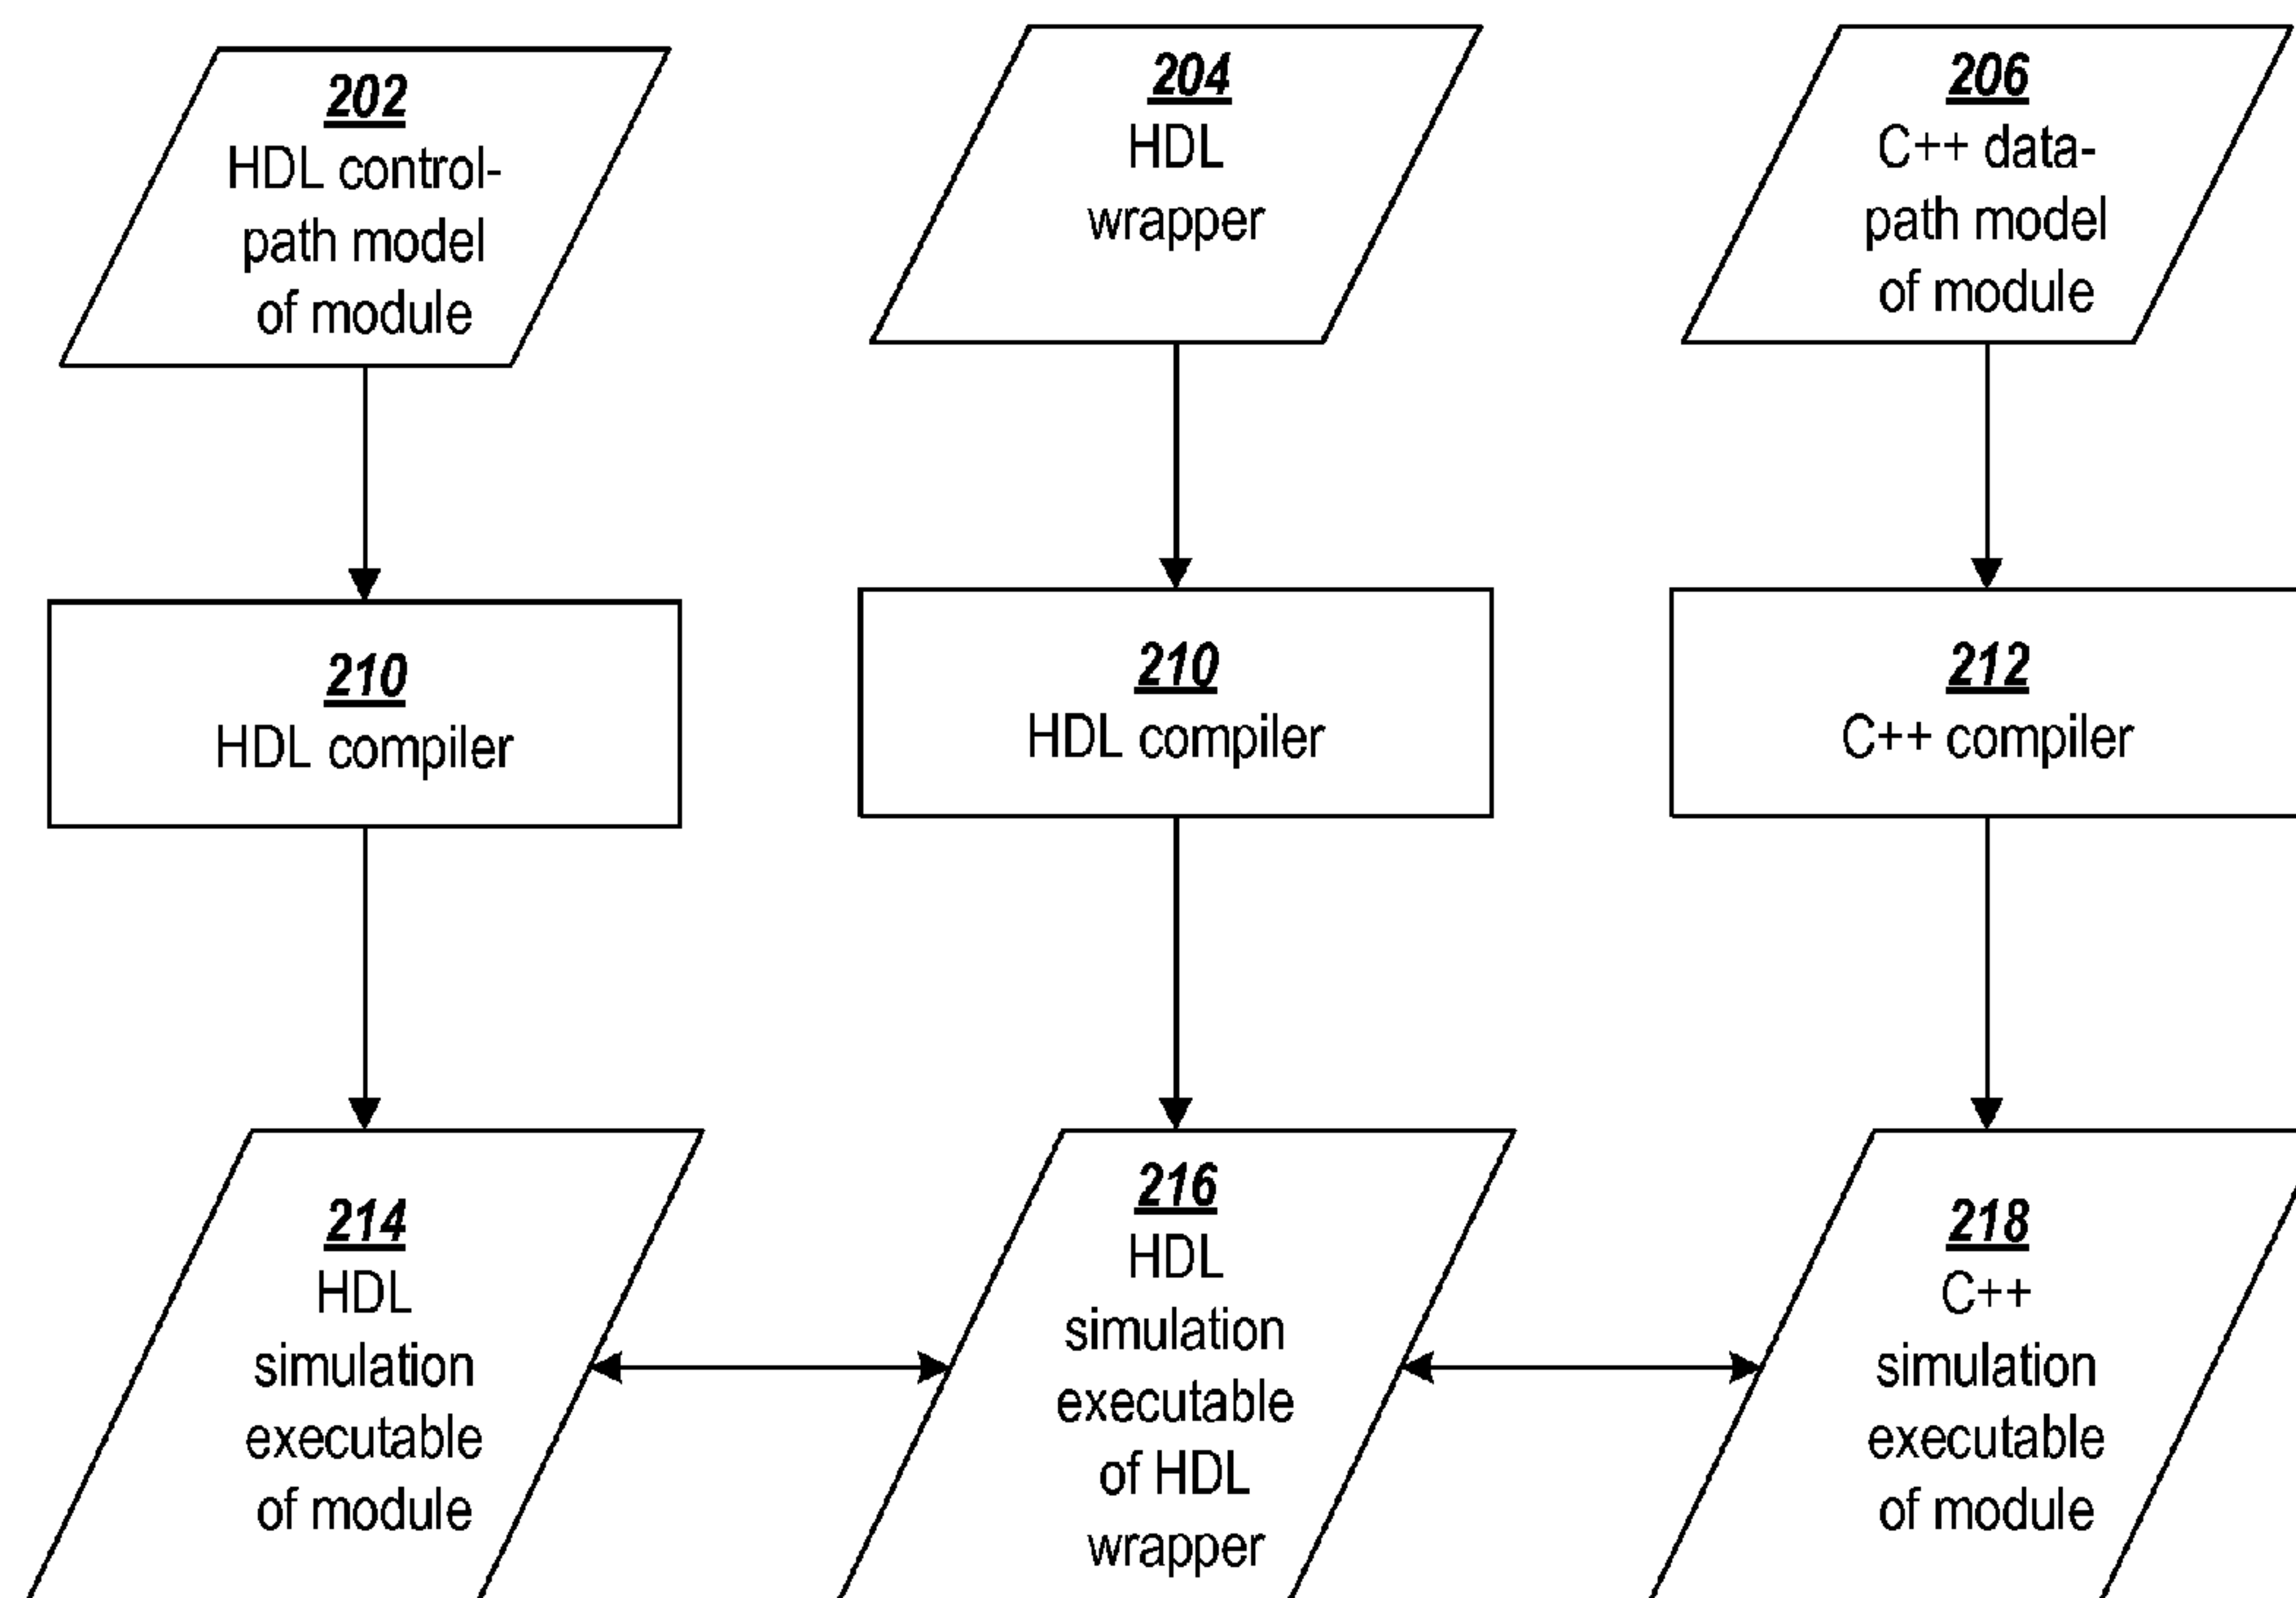 202
HDL control-
path model
of module
204
HDL
wrapper
206
C++ data-
path model
of module
210
HDL compiler
210
HDL compiler
212
C++ compiler
214
HDL
simulation
executable
of module
216
HDL
simulation
executable
of HDL
wrapper
218
C++
simulation
executable
of module